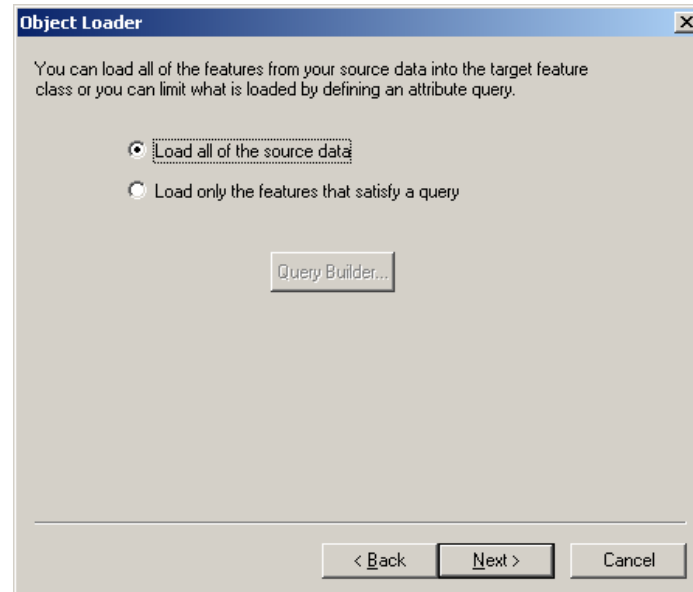 Object Loader
You can load all of the features from your source data into the target feature
class or you can limit what is loaded by defining an attribute query.
Load all of the source data
Load only the features that satisfy a query
Query Builder...
< Back
Next >
Cancel